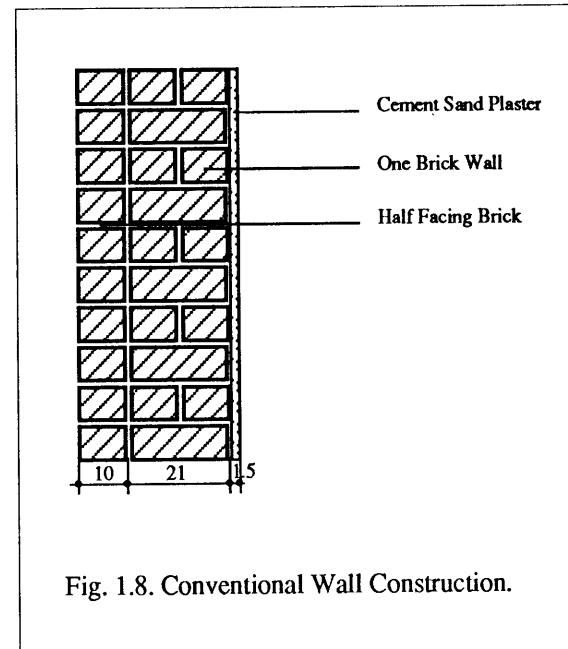 Cement Sand Plaster
One Brick Wall
Half Facing Brick
10 21 1.5
Fig. 1.8. Conventional Wall Construction.